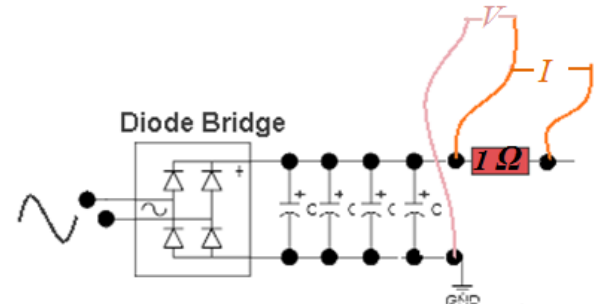 V
I
Diode Bridge
1 Ω
+
+ + + +
C C C C
GND